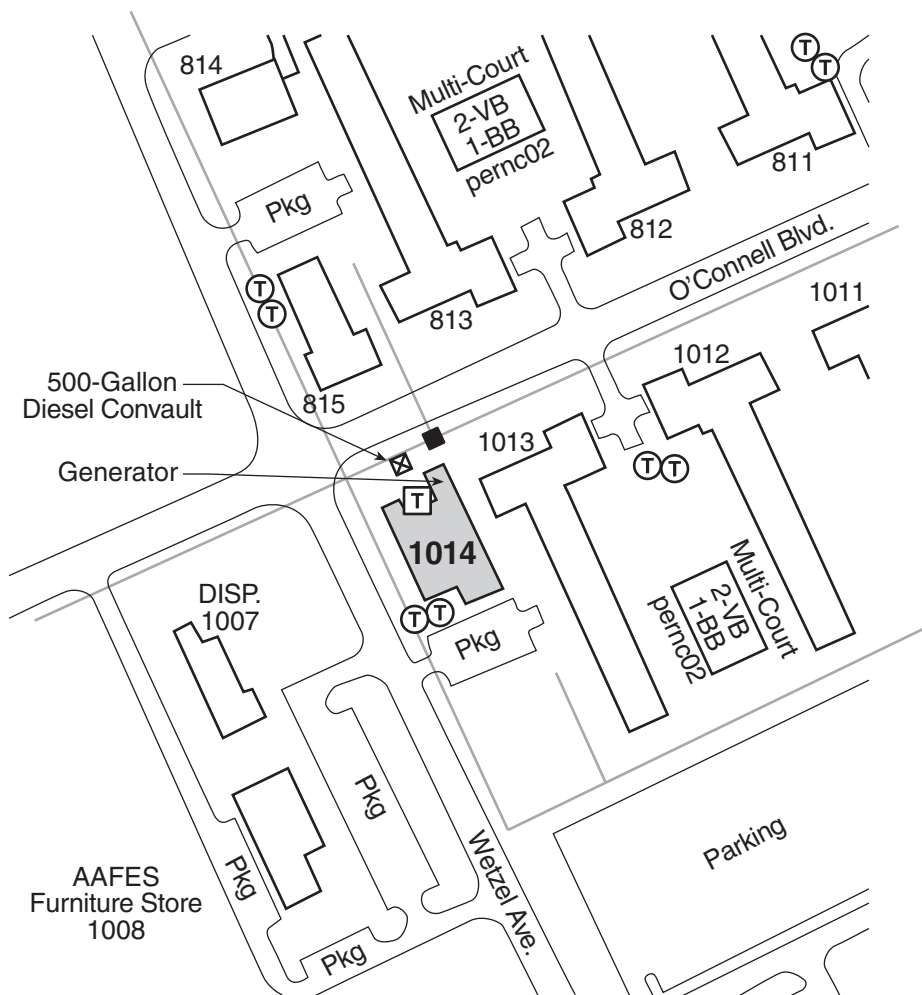 814
Multi-Court
2-VB
1-BB
pernc02
T
T
811
Pkg
812
O'Connell Blvd.
T
T
813
1011
1012
500-Gallon
Diesel Convault
815
1013
Generator
T
T
T
1014
Multi-Court
2-VB
1-BB
pernc02
DISP.
1007
T
T
Pkg
Pkg
Wetzel Ave.
Parking
Pkg
AAFES
Furniture Store
1008
Pkg